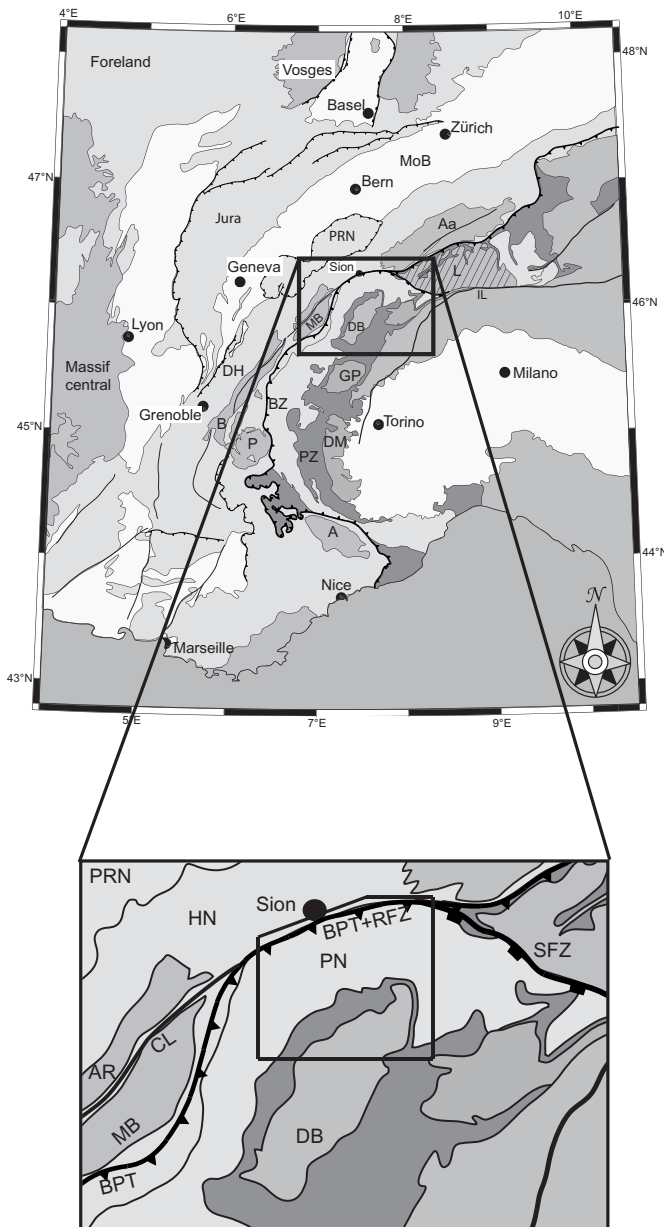 4°E
6°E
8°E
10°E
48°N
Foreland
Vosges
Basel
Zürich
MoB
47°N
Bern
Jura
Aa
PRN
Geneva
Sion
L
IL
46°N
MB
DB
Lyon
DH
GP
Milano
Massif
central
BZ
Grenoble
B
Torino
45°N
P
DM
PZ
A
44°N
Nice
N
Marseille
43°N
5°E
7°E
9°E
PRN
Sion
HN
BPT+RFZ
SFZ
PN
CL
AR
MB
DB
BPT